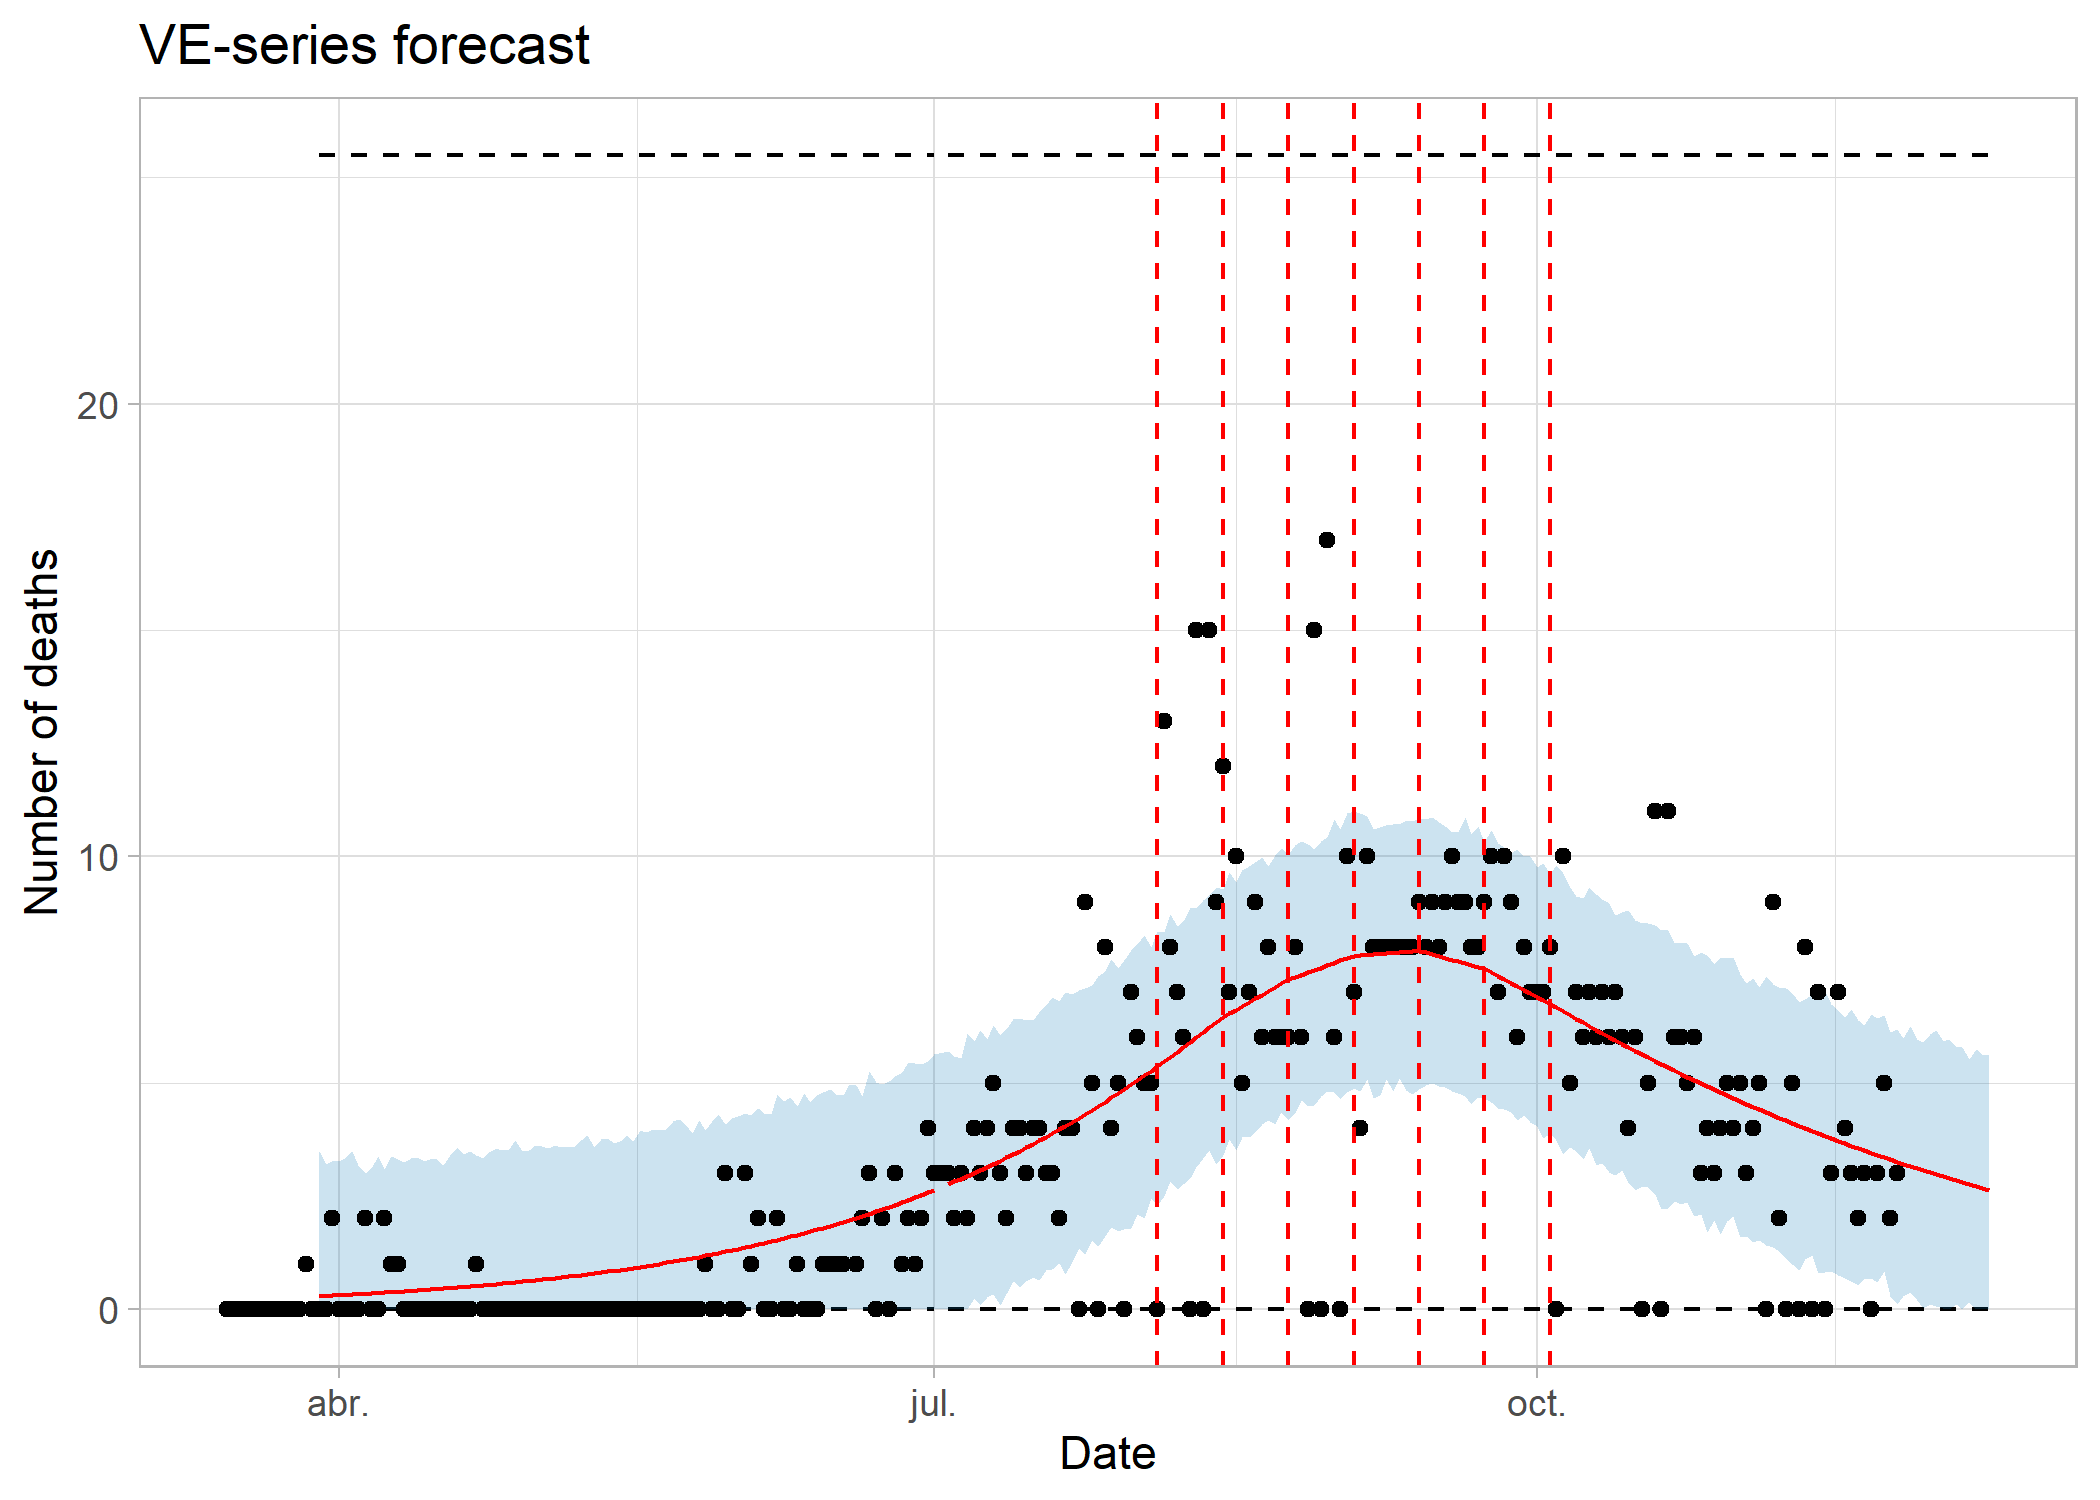 VE-series forecast
Number of deaths
20
10
0
abr.
jul.
oct.
Date